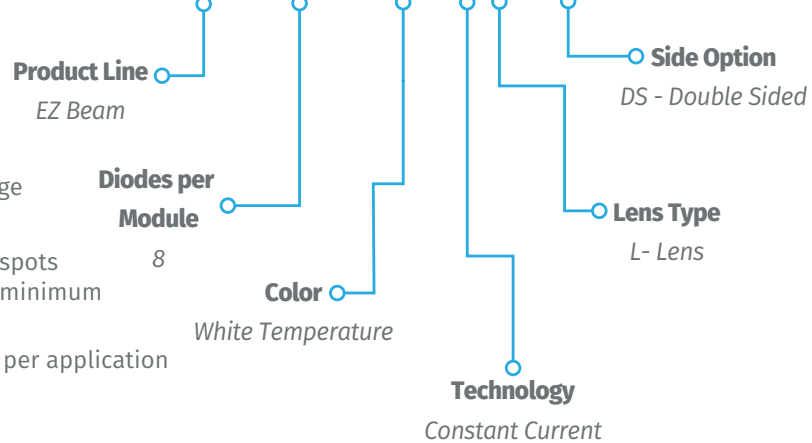 Side Option
DS - Double Sided
Product Line
EZ Beam
Diodes per
Module
8
Lens Type
L- Lens
spots
minimum
Color
White Temperature
per application
Technology
Constant Current